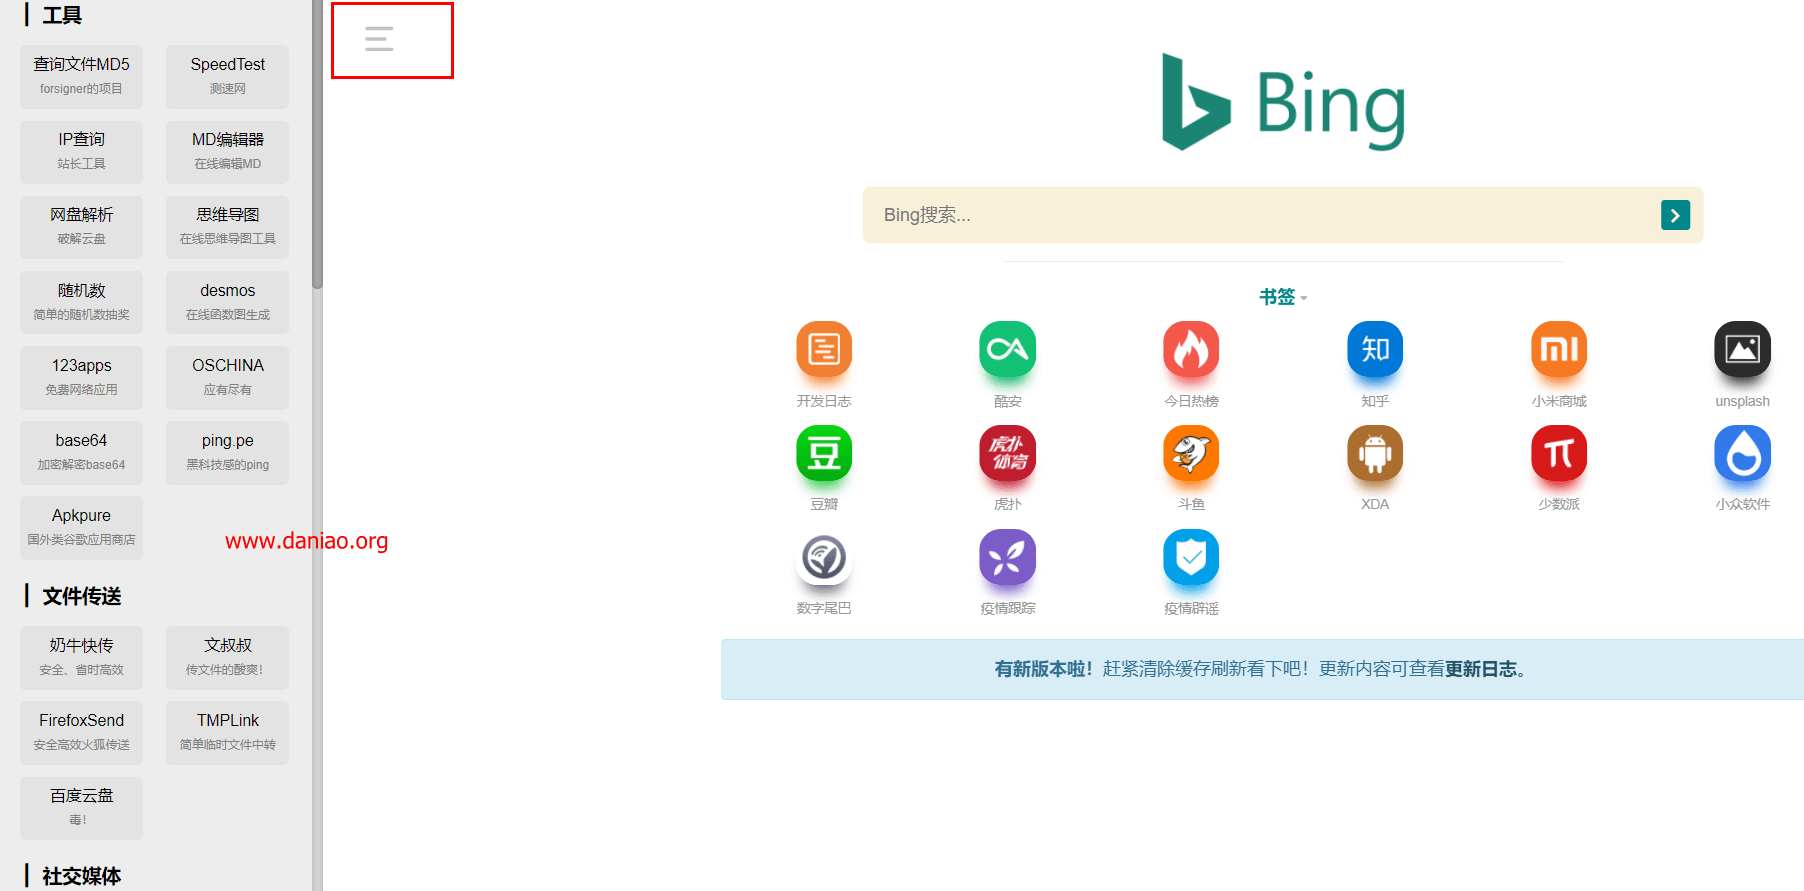 工具
查询文件MD5
forsigner的项目
SpeedTest
测速网
IP查询
站长工具
MD编辑器
在线编辑MD
网盘解析
破解云盘
思维导图
在线思维导图工具
随机数
简单的随机数抽奖
desmos
在线函数图生成
123apps
免费网络应用
OSCHINA
应有尽有
base64
加密解密base64
ping.pe
黑科技感的ping
Apkpure
国外类谷歌应用商店
www.daniao.org
文件传送
奶牛快传
安全、省时高效
文叔叔
传文件的酸爽！
FirefoxSend
安全高效火狐传送
TMPLink
简单临时文件中转
百度云盘
毒！
社交媒体
Bing
Bing搜索...
书签
开发日志
酷安
今日热榜
知
知乎
小米商城
unsplash
豆
豆瓣
虎扑
体育
虎扑
斗鱼
XDA
π
少数派
小众软件
数字尾巴
疫情跟踪
疫情辟谣
有新版本啦！赶紧清除缓存刷新看下吧！更新内容可查看更新日志。